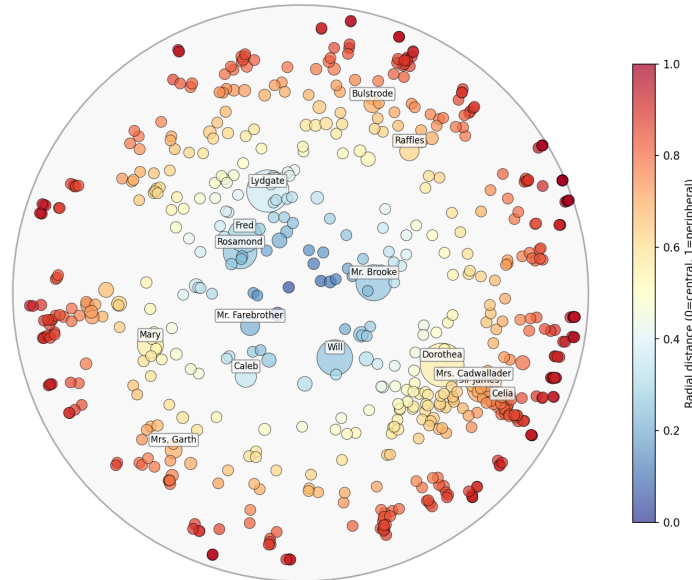 Bulstrode
Raffles
Lydgate
Fred
Rosamond
Mr. Brooke
Mr. Farebrother
Mary
Will
Dorothea
Caleb
Mrs. Cadwallader
Sir James
Celia
Mrs. Garth
1.0
0.8
0.6
0.4
0.2
0.0
Radial distance (0=central, 1=peripheral)